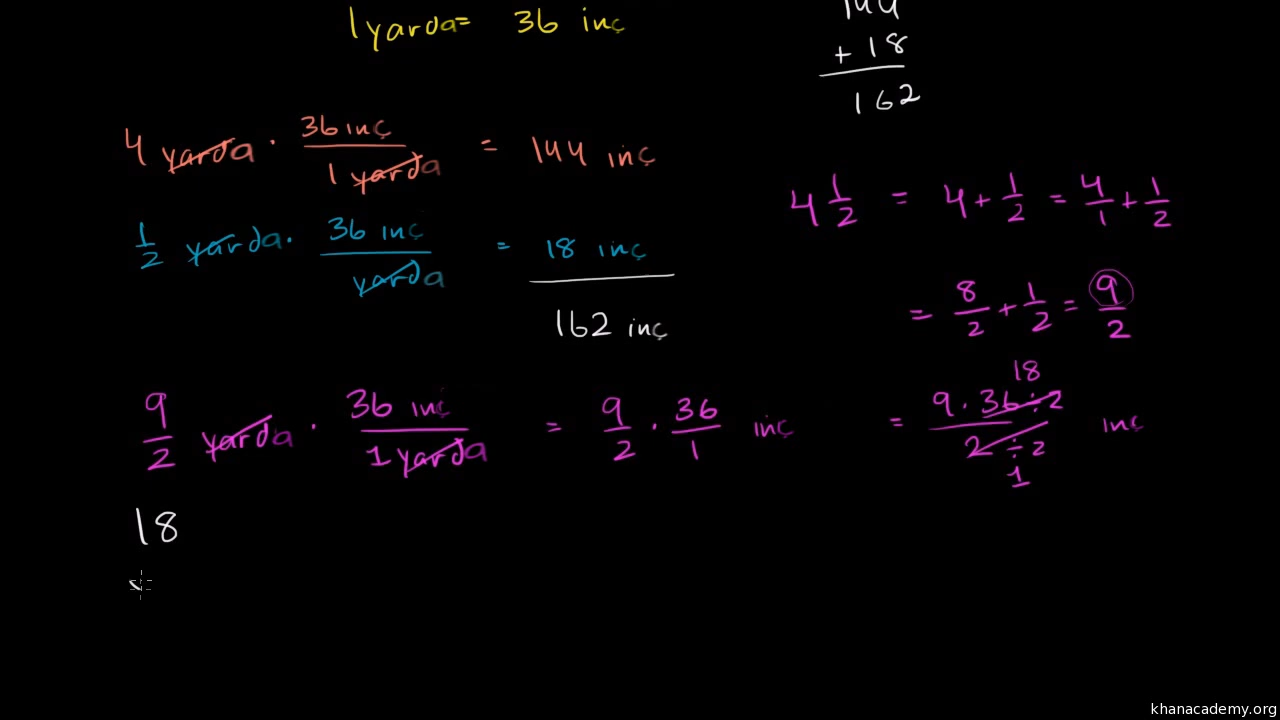 1 yarda = 36 inç
144
+ 18
162
4 yarda · 36 inç / 1 yarda = 144 inç
1/2 yarda · 36 inç / yarda = 18 inç
162 inç
4 1/2 = 4 + 1/2 = 4/1 + 1/2
= 8/2 + 1/2 = 9/2
9/2 yarda · 36 inç / 1 yarda = 9/2 · 36/1 inç = 9 · 36 ÷ 2 / 2 ÷ 2 inç
18
1
18
khanacademy.org